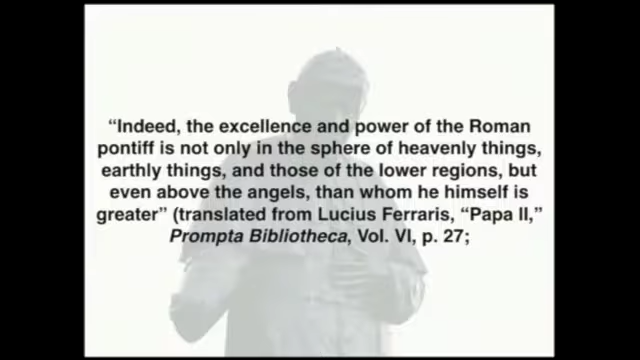 “Indeed, the excellence and power of the Roman
pontiff is not only in the sphere of heavenly things,
earthly things, and those of the lower regions, but
even above the angels, than whom he himself is
greater” (translated from Lucius Ferraris, “Papa II,”
Prompta Bibliotheca, Vol. VI, p. 27;